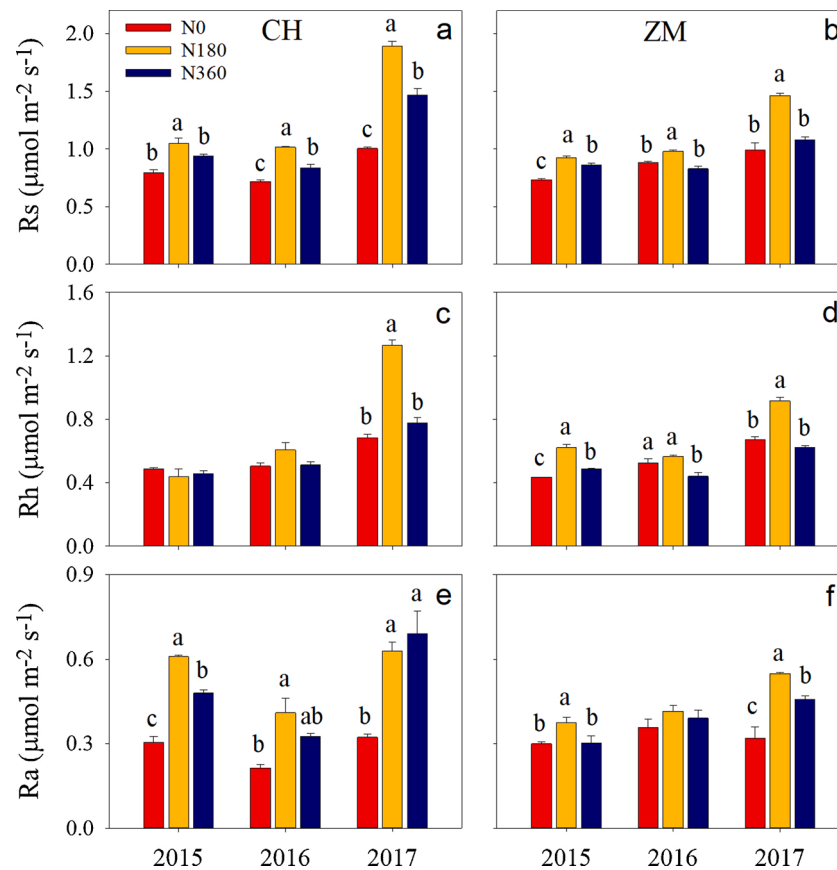 N0
N180
N360
CH
a
ZM
b
Rs (μmol m⁻² s⁻¹)
2.0
1.5
1.0
0.5
0.0
b a b c a b c a b
c a b b a b b a b
Rh (μmol m⁻² s⁻¹)
1.6
1.2
0.8
0.4
0.0
c
b a b
d
c a b a a b b a b
Ra (μmol m⁻² s⁻¹)
0.9
0.6
0.3
0.0
e
c a b b a ab b a a
f
b a b c a b
2015 2016 2017
2015 2016 2017